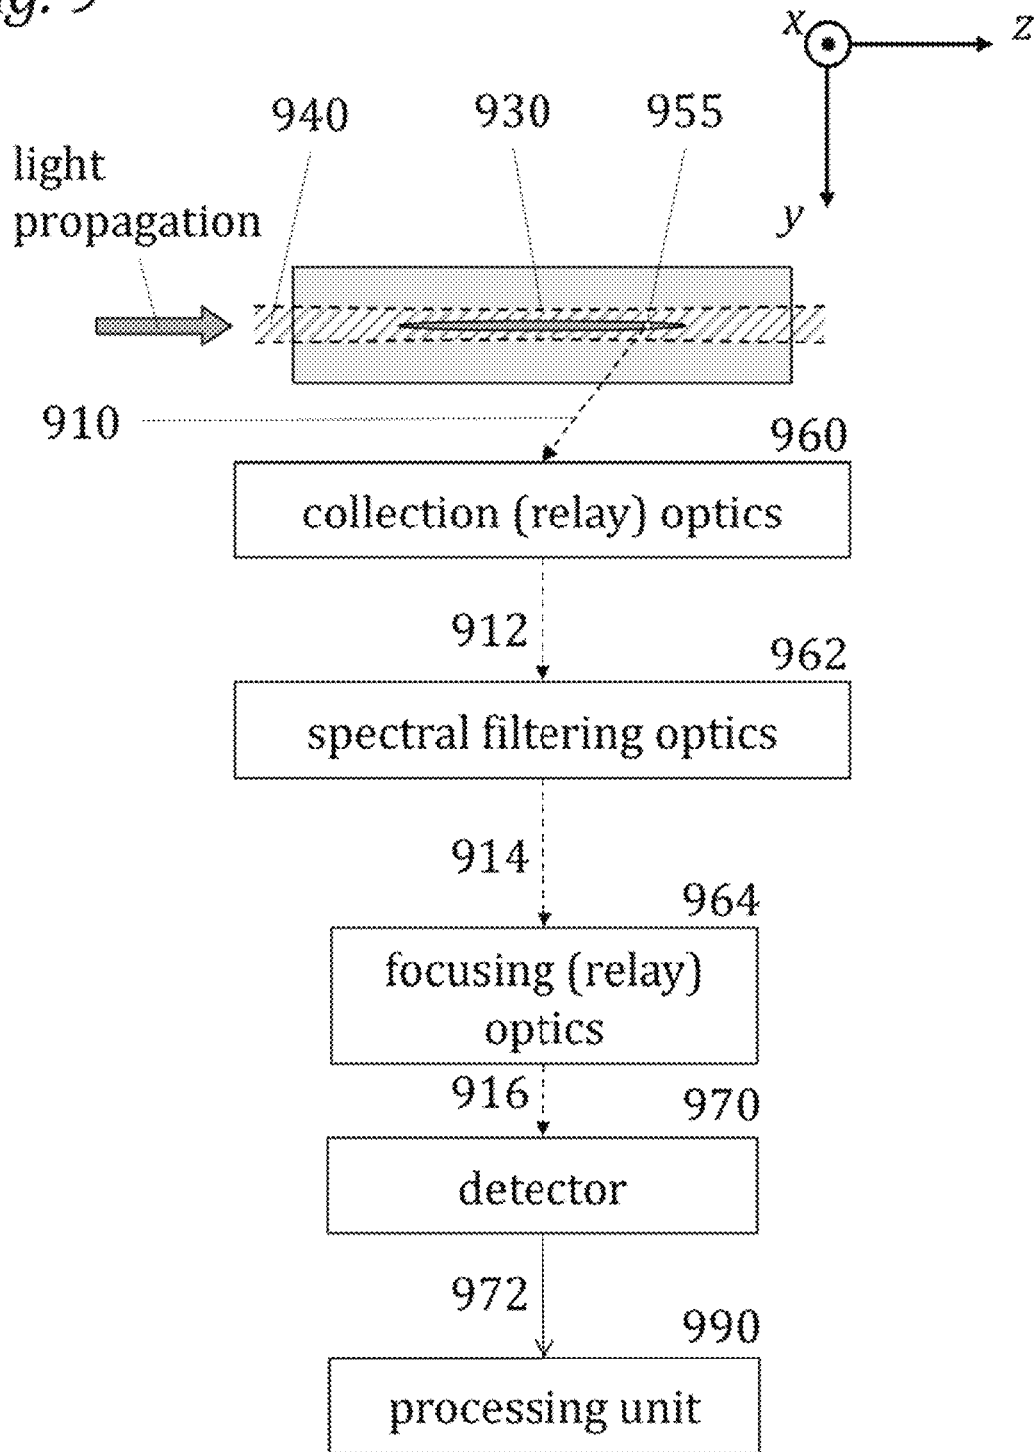 x
z
940
930
955
light
propagation
y
910
960
collection (relay) optics
912
962
spectral filtering optics
914
964
focusing (relay)
optics
916
970
detector
972
990
processing unit